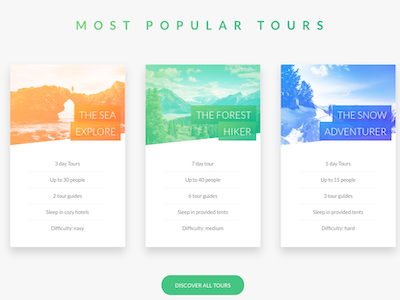 MOST POPULAR TOURS
THE SEA
EXPLORE
3 day Tours
Up to 30 people
2 tour guides
Sleep in cozy hotels
Difficulty: easy
THE FOREST
HIKER
7 day tour
Up to 40 people
6 tour guides
Sleep in provided tents
Difficulty: medium
THE SNOW
ADVENTURER
5 day Tours
Up to 15 people
3 tour guides
Sleep in provided tents
Difficulty: hard
DISCOVER ALL TOURS